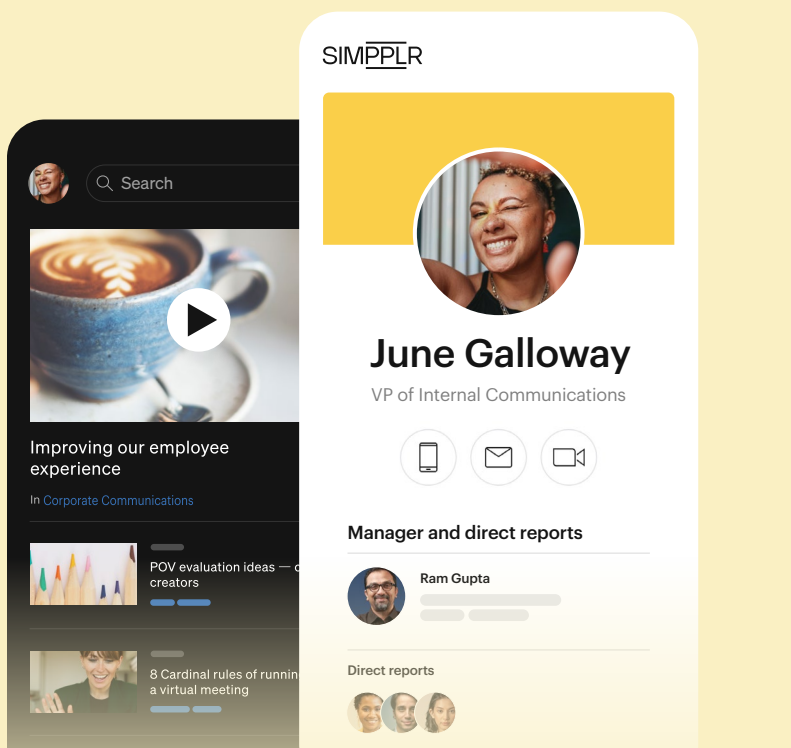 SIMPPLR
Search
Improving our employee
experience
In Corporate Communications
POV evaluation ideas —
creators
8 Cardinal rules of
a virtual meeting
June Galloway
VP of Internal Communications
Manager and direct reports
Ram Gupta
Direct reports